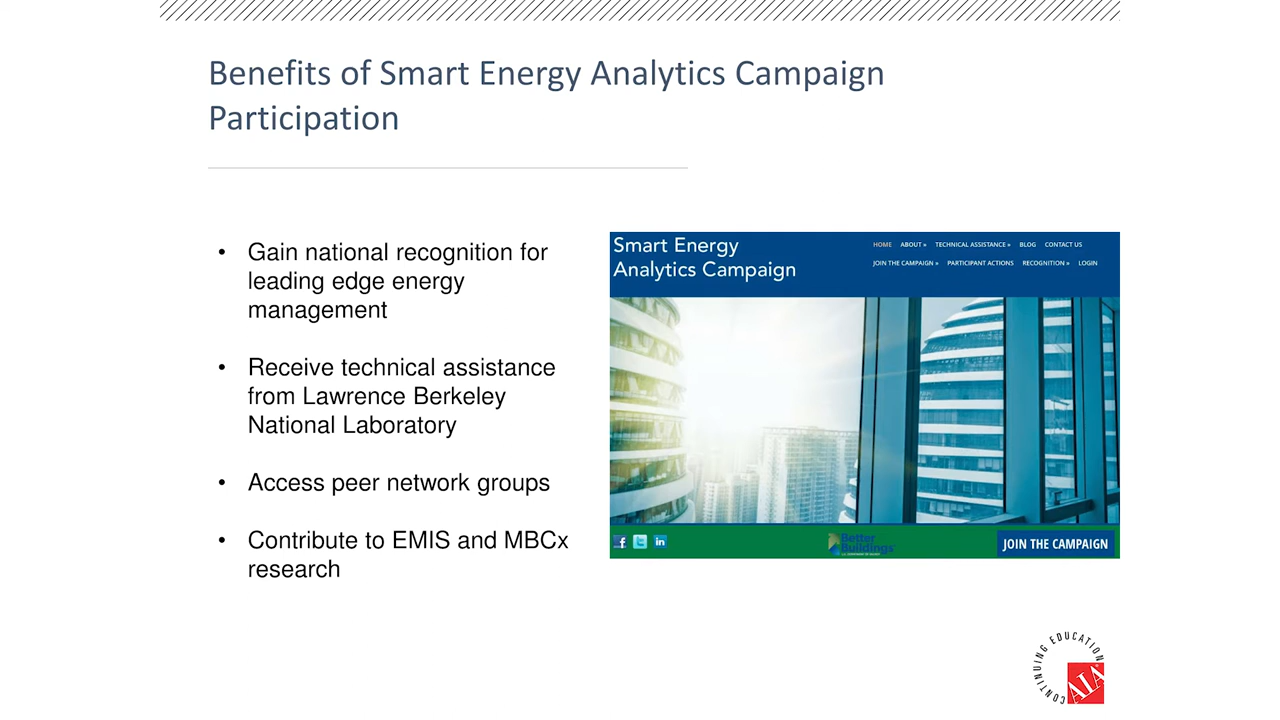 Benefits of Smart Energy Analytics Campaign
Participation
• Gain national recognition for
leading edge energy
management
• Receive technical assistance
from Lawrence Berkeley
National Laboratory
• Access peer network groups
• Contribute to EMIS and MBCx
research
Smart Energy
Analytics Campaign
HOME ABOUT » TECHNICAL ASSISTANCE » BLOG CONTACT US
JOIN THE CAMPAIGN » PARTICIPANT ACTIONS RECOGNITION » LOGIN
Better
Buildings
JOIN THE CAMPAIGN
CONTINUING EDUCATION
AIA